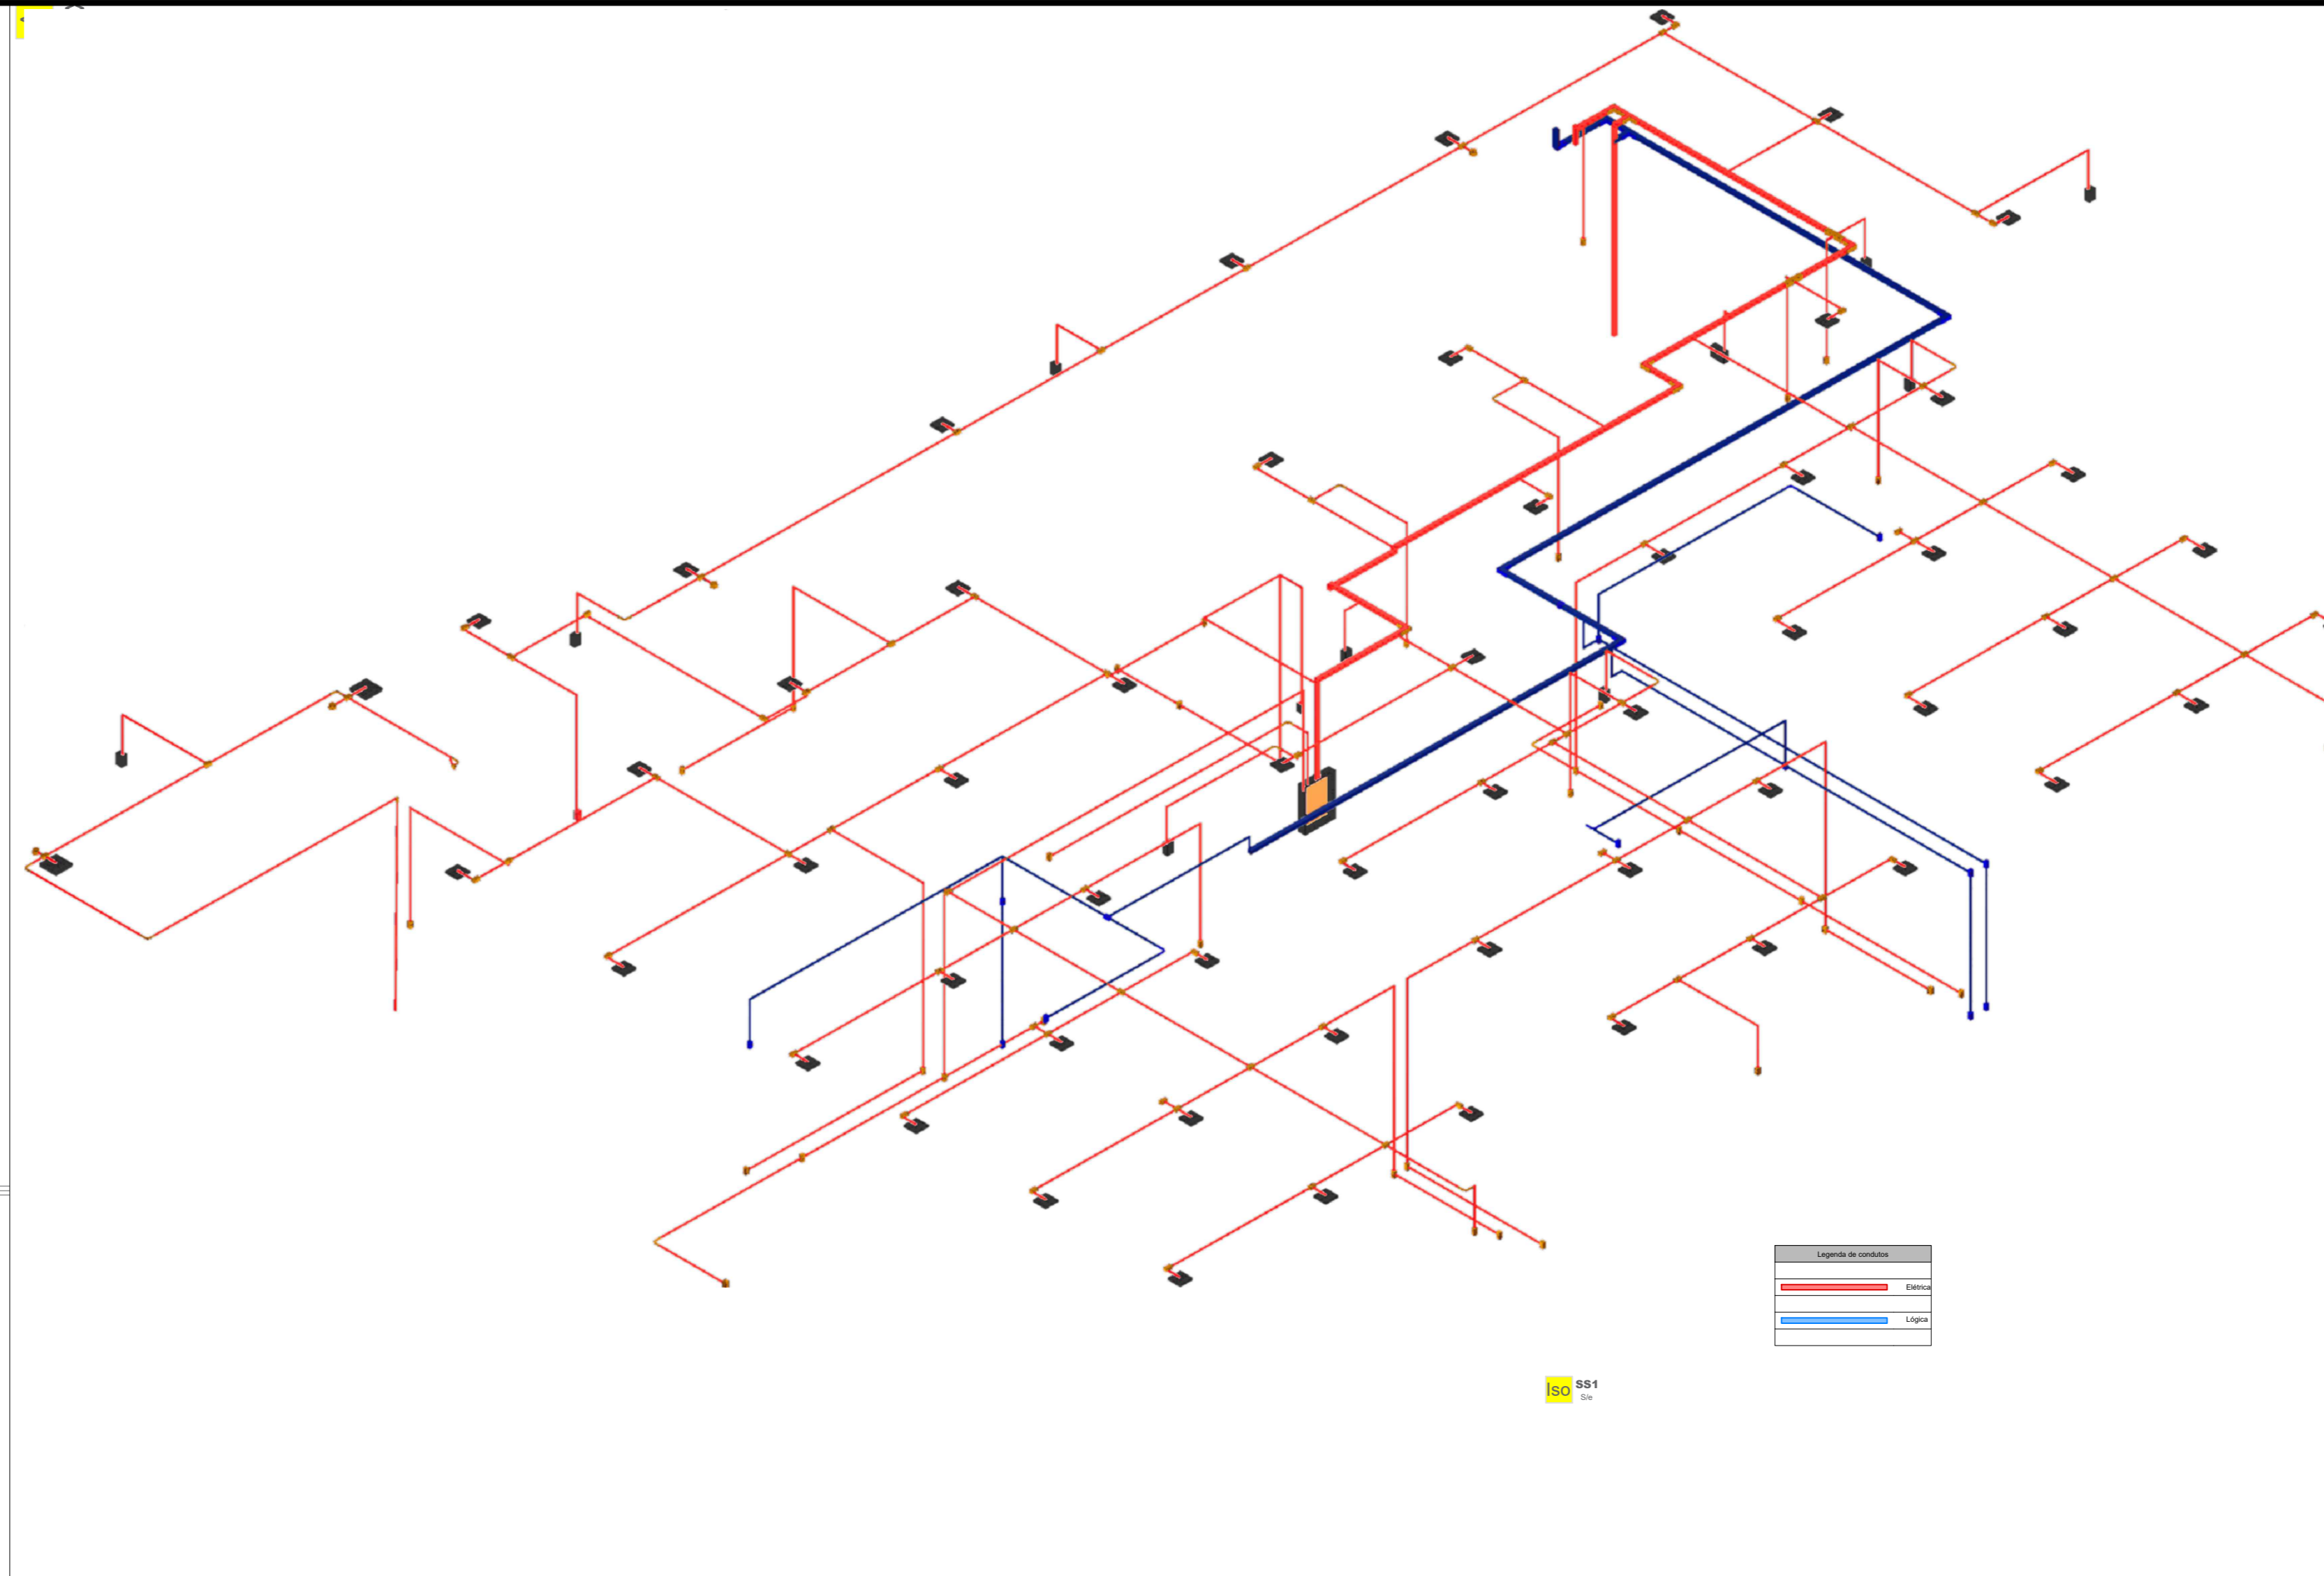 Legenda de condutos
Elétrica
Lógica
Iso SS1
S/e